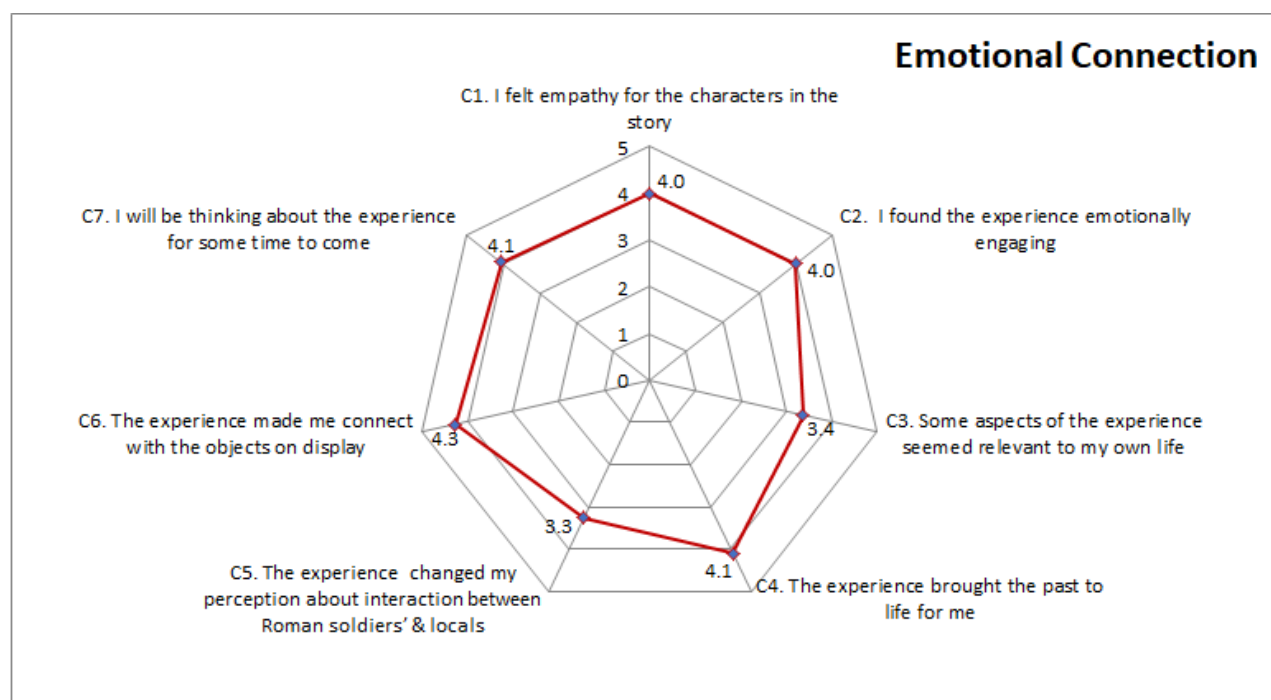 Emotional Connection
C1. I felt empathy for the characters in the
story
5
4.0
4
C7. I will be thinking about the experience
for some time to come
4.1
C2.  I found the experience emotionally
engaging
4.0
3
2
1
0
C6. The experience made me connect
with the objects on display
4.3
C3. Some aspects of the experience
seemed relevant to my own life
3.4
3.3
C5. The experience  changed my
perception about interaction between
Roman soldiers' & locals
4.1
C4. The experience brought the past to
life for me